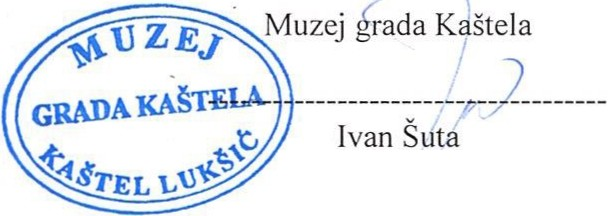 Muzej grada Kaštela
MUZEJ
GRADA KAŠTELA
KAŠTEL LUKŠIĆ
Ivan Šuta